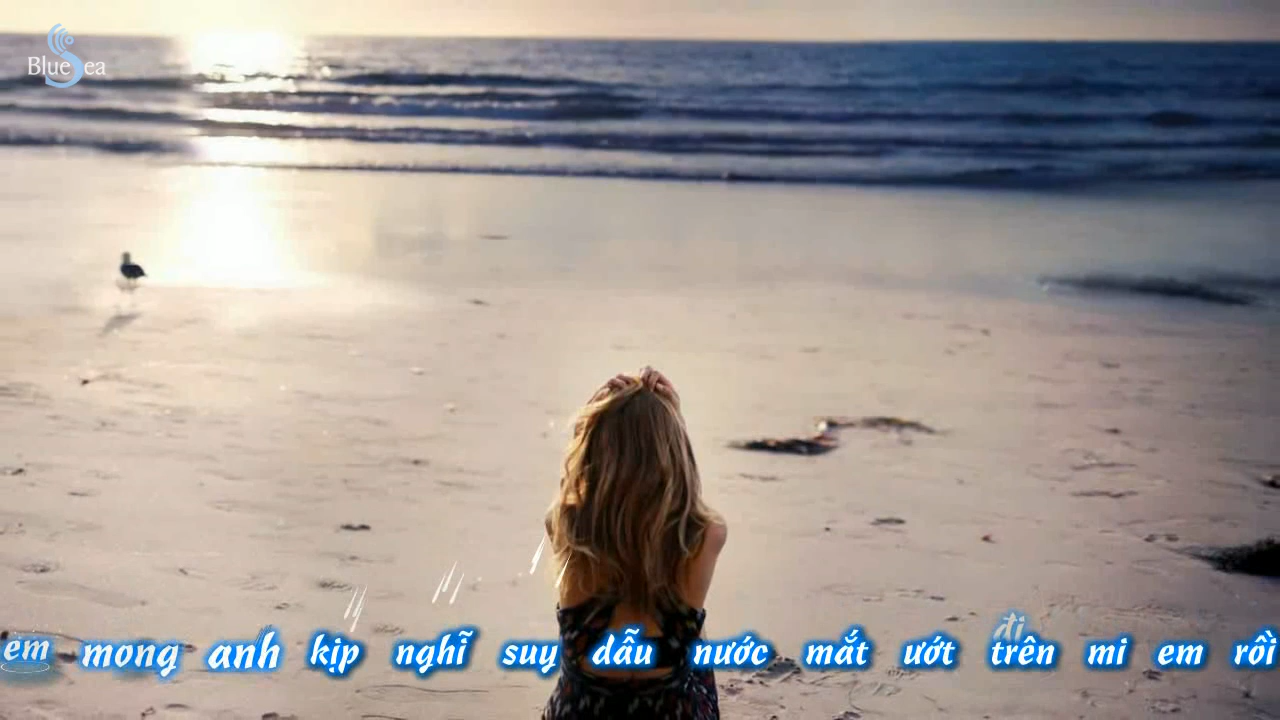 BlueSea
đi
em mong anh kịp nghĩ suy dẫu nước mắt ướt trên mi em rồi